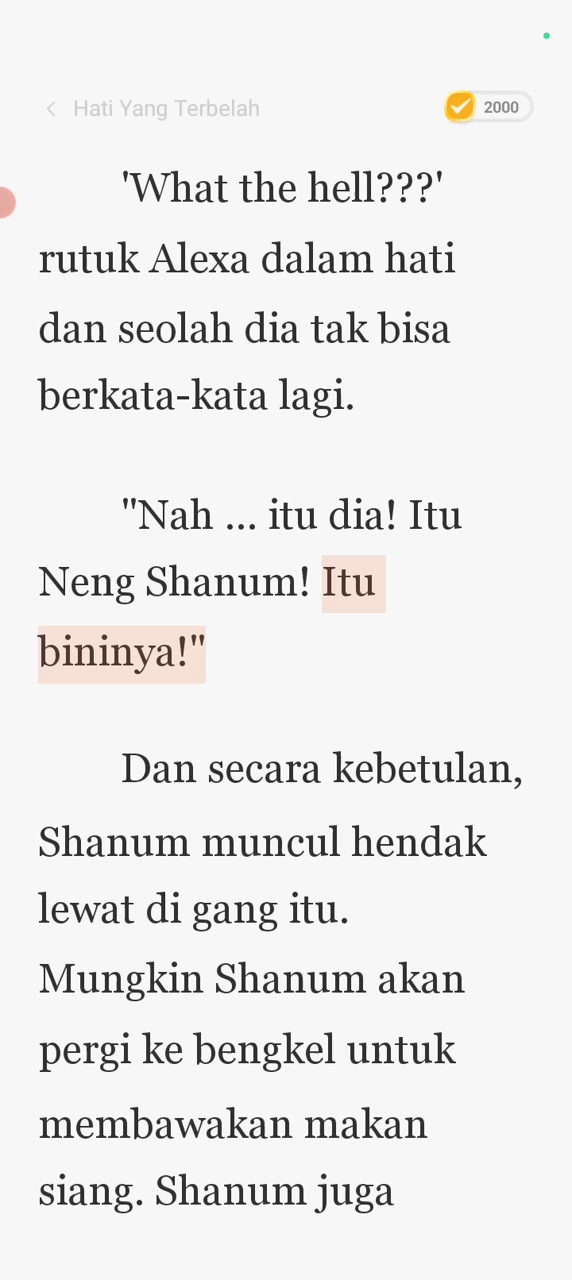 Hati Yang Terbelah
2000
'What the hell???'
rutuk Alexa dalam hati
dan seolah dia tak bisa
berkata-kata lagi.
"Nah ... itu dia! Itu
Neng Shanum! Itu
bininya!"
Dan secara kebetulan,
Shanum muncul hendak
lewat di gang itu.
Mungkin Shanum akan
pergi ke bengkel untuk
membawakan makan
siang. Shanum juga